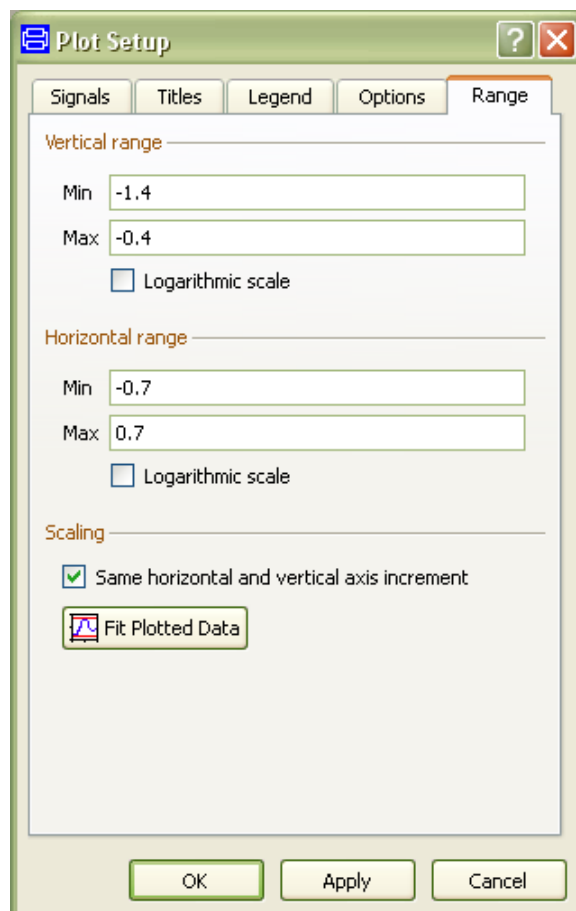 Plot Setup
Signals Titles Legend Options Range
Vertical range
Min -1.4
Max -0.4
Logarithmic scale
Horizontal range
Min -0.7
Max 0.7
Logarithmic scale
Scaling
Same horizontal and vertical axis increment
Fit Plotted Data
OK Apply Cancel